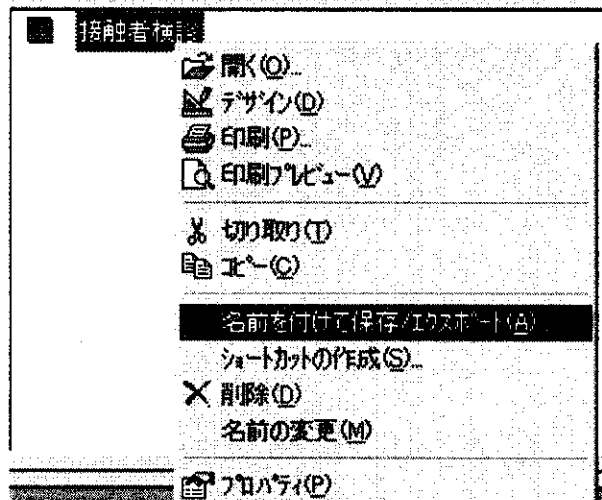 接触者検診
開く(O)...
ﾃﾞｻﾞｲﾝ(D)
印刷(P)...
印刷ﾌﾟﾚﾋﾞｭｰ(V)
切り取り(T)
ｺﾋﾟｰ(C)
名前を付けて保存/ｴｸｽﾎﾟｰﾄ(A)...
ｼｮｰﾄｶｯﾄの作成(S)...
削除(D)
名前の変更(M)
ﾌﾟﾛﾊﾟﾃｨ(P)